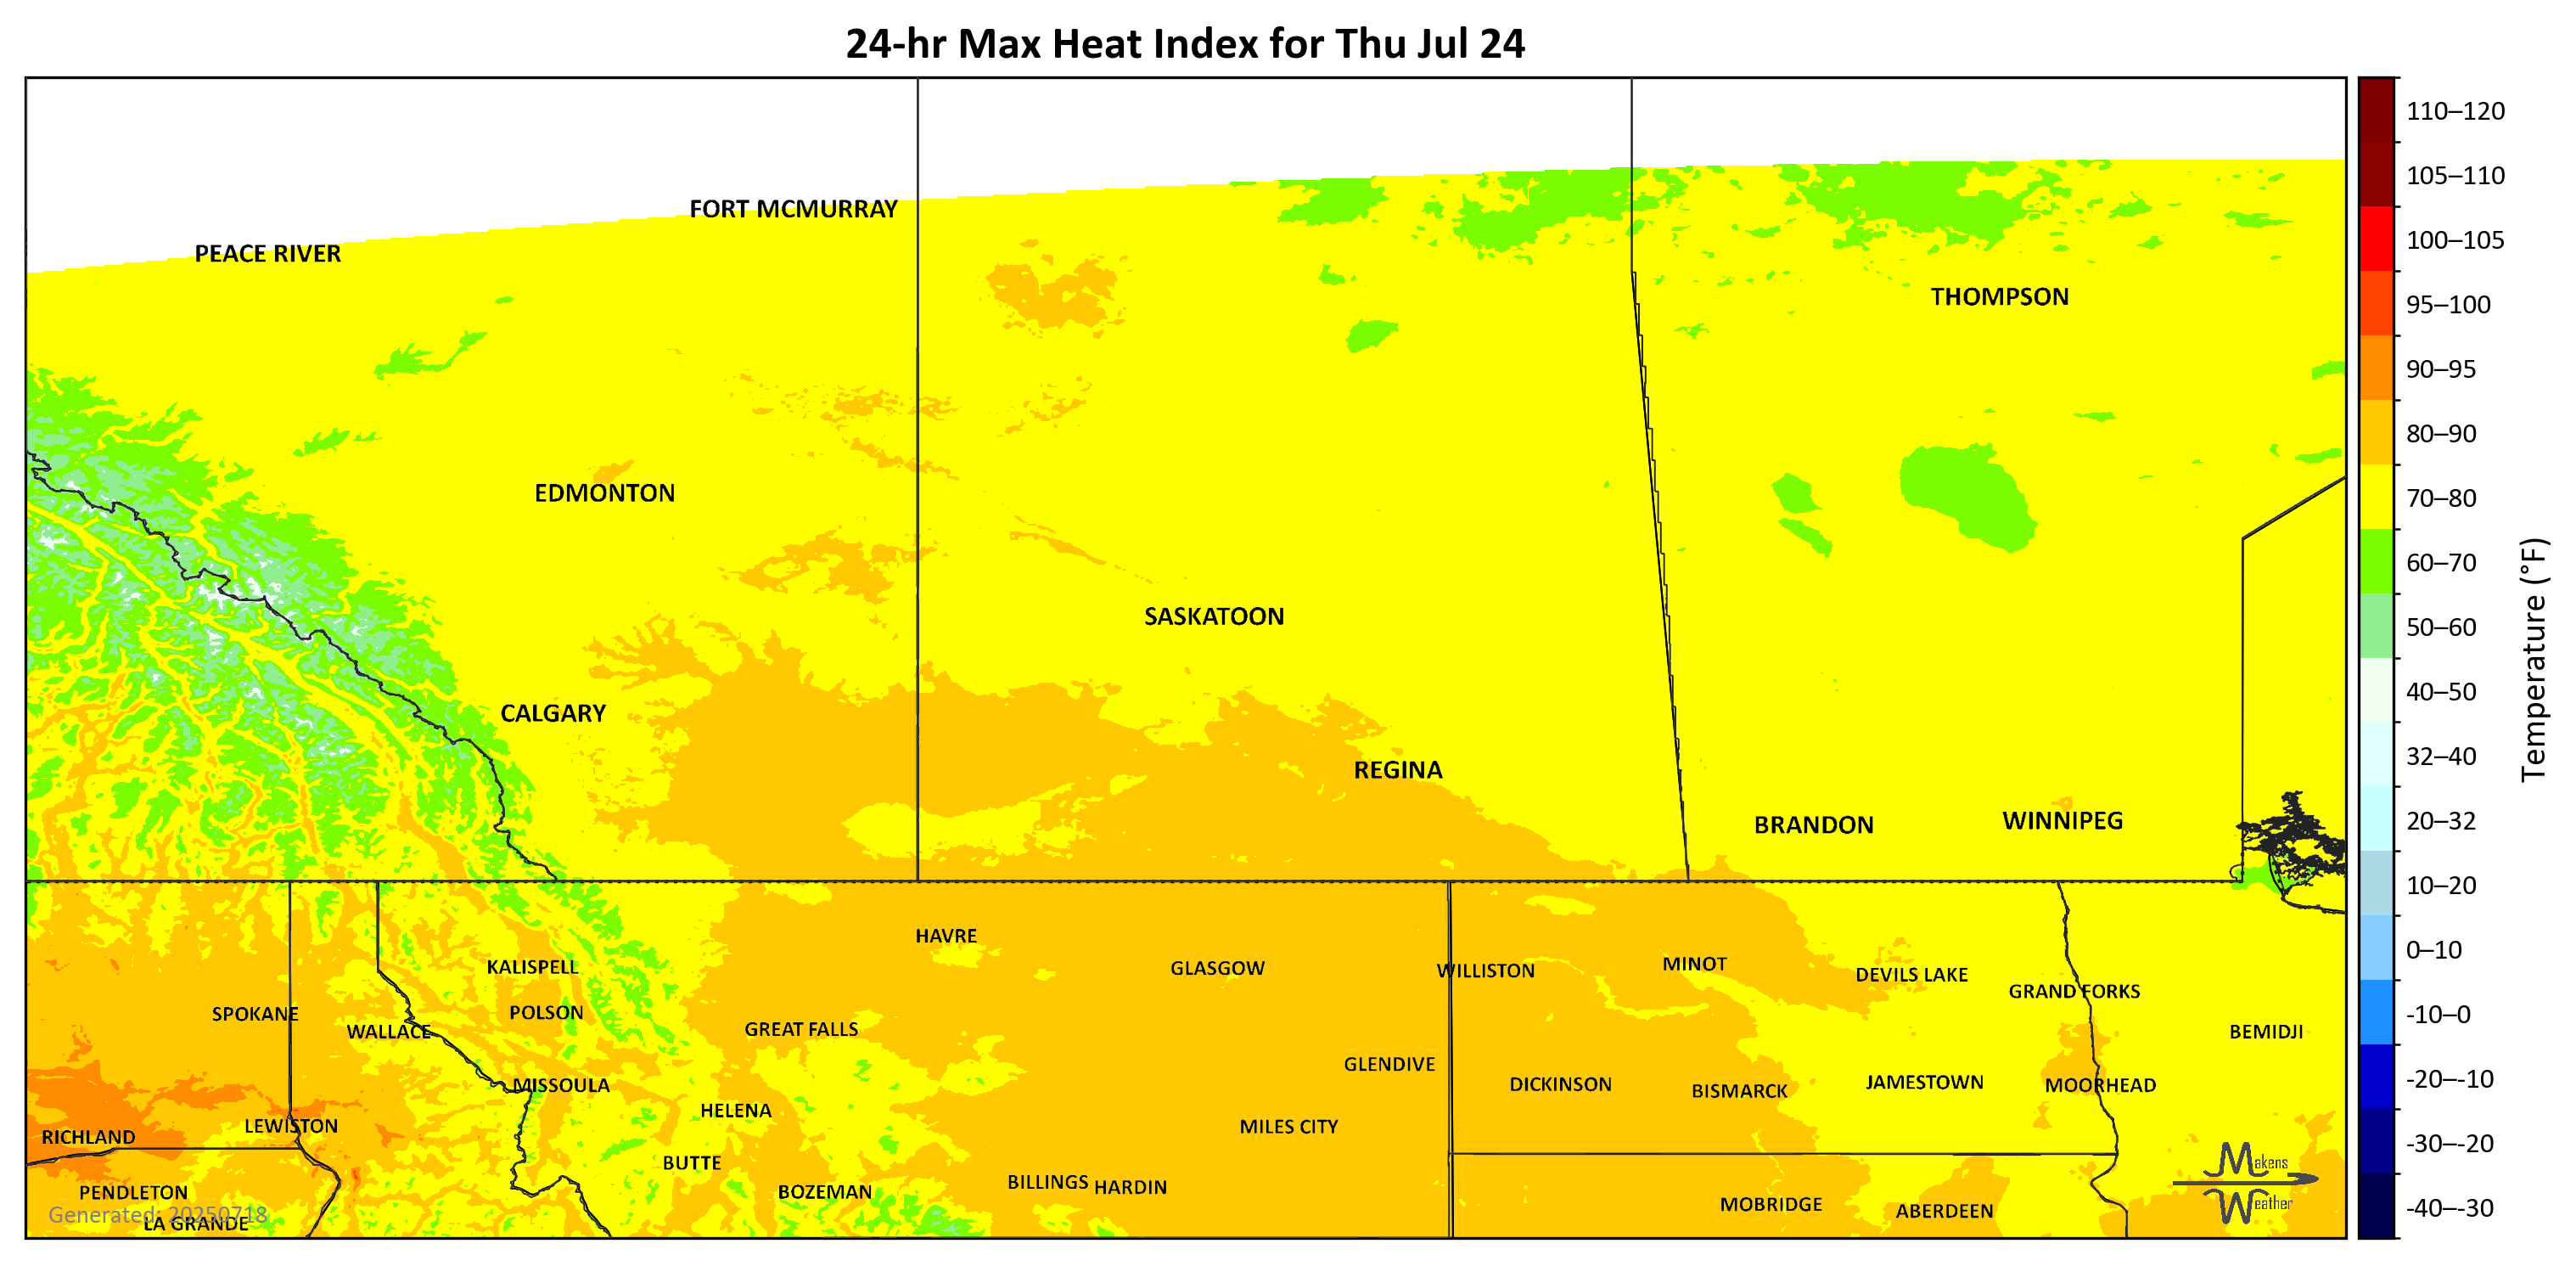 24-hr Max Heat Index for Thu Jul 24
110–120
105–110
FORT MCMURRAY
PEACE RIVER
100–105
THOMPSON
95–100
90–95
80–90
EDMONTON
70–80
60–70
SASKATOON
50–60
CALGARY
40–50
REGINA
32–40
BRANDON
WINNIPEG
20–32
10–20
Temperature (°F)
HAVRE
0–10
KALISPELL
GLASGOW
WILLISTON
MINOT
DEVILS LAKE
GRAND FORKS
SPOKANE
POLSON
-10–0
WALLACE
GREAT FALLS
BEMIDJI
GLENDIVE
-20–-10
MISSOULA
DICKINSON
BISMARCK
JAMESTOWN
MOORHEAD
HELENA
LEWISTON
MILES CITY
RICHLAND
-30–-20
BUTTE
PENDLETON
BOZEMAN
BILLINGS
HARDIN
Makens
Weather
MOBRIDGE
ABERDEEN
-40–-30
Generated: 20250718
LA GRANDE